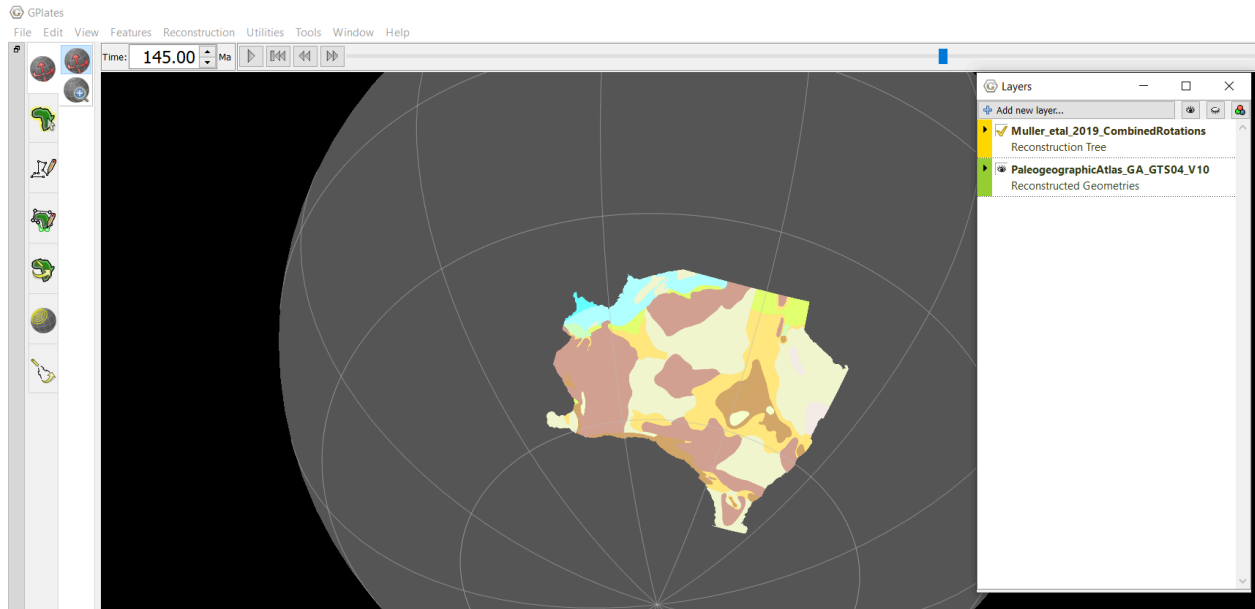 GPlates
File Edit View Features Reconstruction Utilities Tools Window Help
Time: 145.00 Ma
Layers
Add new layer...
Muller_etal_2019_CombinedRotations
Reconstruction Tree
PaleogeographicAtlas_GA_GTS04_V10
Reconstructed Geometries